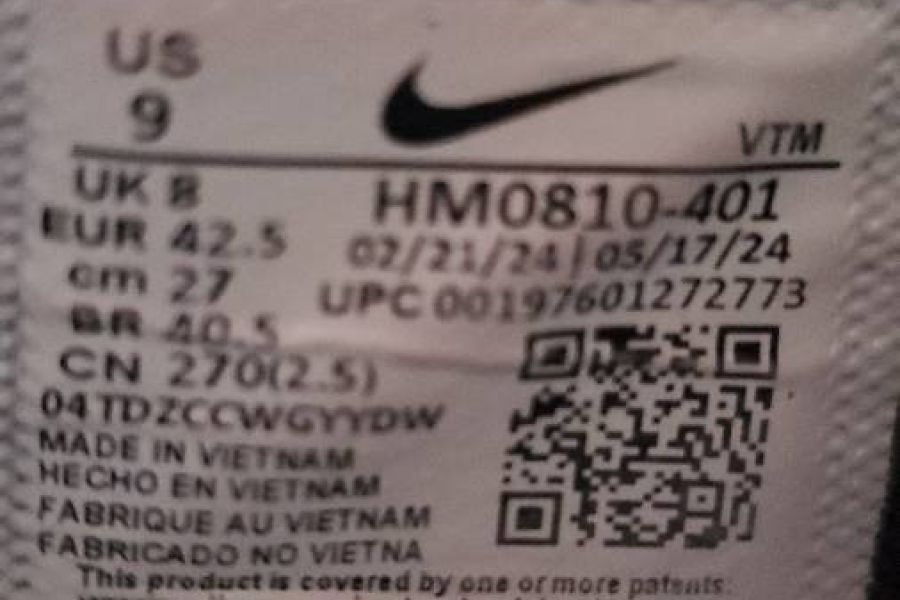 US
9
VTM
UK 8
EUR 42.5
cm 27
BR 40.5
CN 270(2.5)
HM0810-401
02/21/24 | 05/17/24
UPC 00197601272773
04TDZCCWGYYDW
MADE IN VIETNAM
HECHO EN VIETNAM
FABRIQUE AU VIETNAM
FABRICADO NO VIETNA
This product is covered by one or more patents: